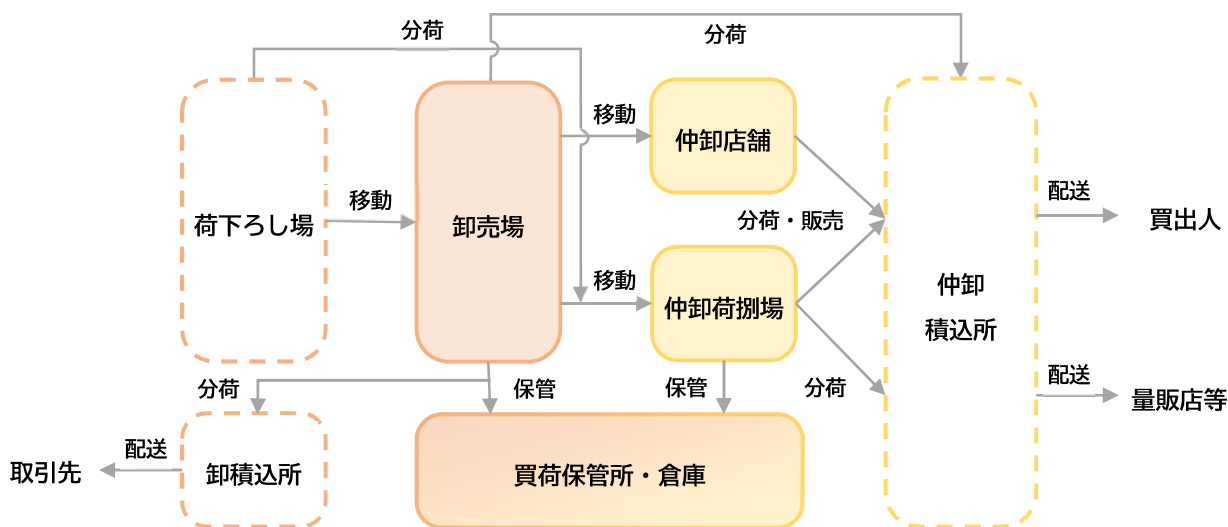 分荷
分荷
移動
仲卸店舗
荷下ろし場
移動
卸売場
分荷・販売
配送
買出人
移動
仲卸荷捌場
仲卸
積込所
分荷
保管
保管
分荷
配送
量販店等
取引先
配送
卸積込所
買荷保管所・倉庫